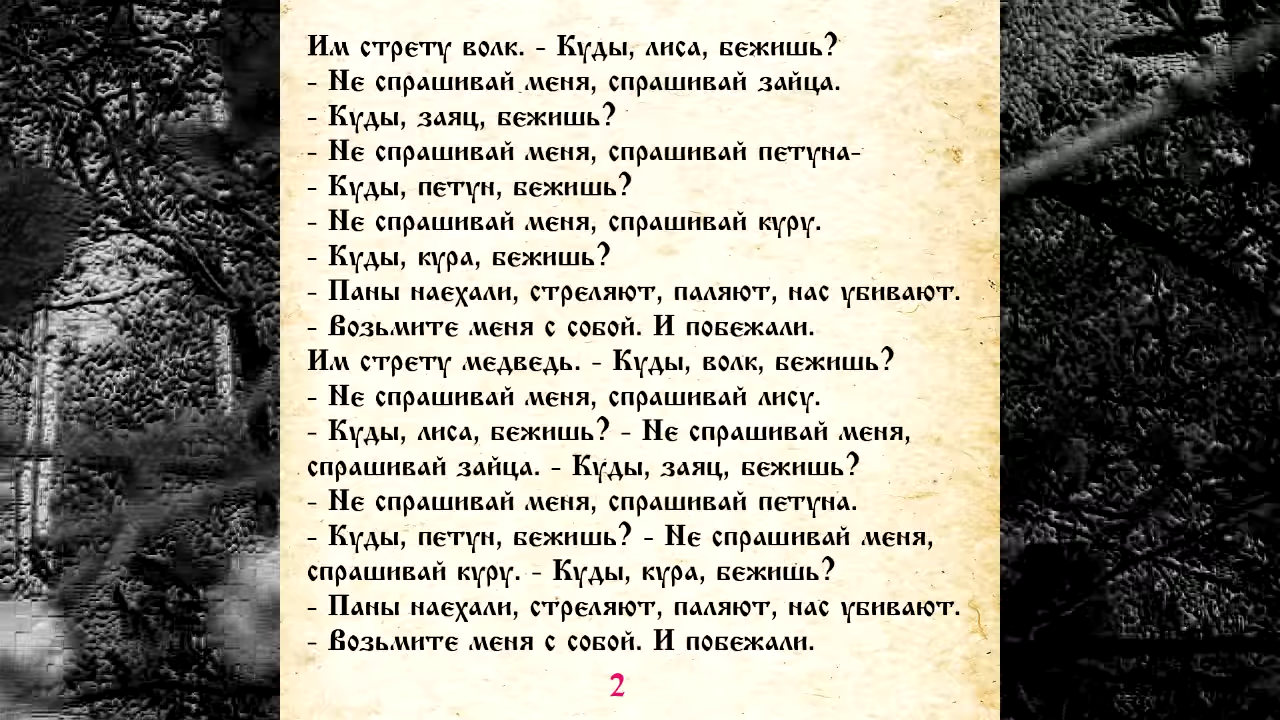 Им стрету волк. - Куды, лиса, бежишь?
- Не спрашивай меня, спрашивай зайца.
- Куды, заяц, бежишь?
- Не спрашивай меня, спрашивай петуна-
- Куды, петун, бежишь?
- Не спрашивай меня, спрашивай куру.
- Куды, кура, бежишь?
- Паны наехали, стреляют, паляют, нас убивают.
- Возьмите меня с собой. И побежали.
Им стрету медведь. - Куды, волк, бежишь?
- Не спрашивай меня, спрашивай лису.
- Куды, лиса, бежишь? - Не спрашивай меня,
спрашивай зайца. - Куды, заяц, бежишь?
- Не спрашивай меня, спрашивай петуна.
- Куды, петун, бежишь? - Не спрашивай меня,
спрашивай куру. - Куды, кура, бежишь?
- Паны наехали, стреляют, паляют, нас убивают.
- Возьмите меня с собой. И побежали.
2